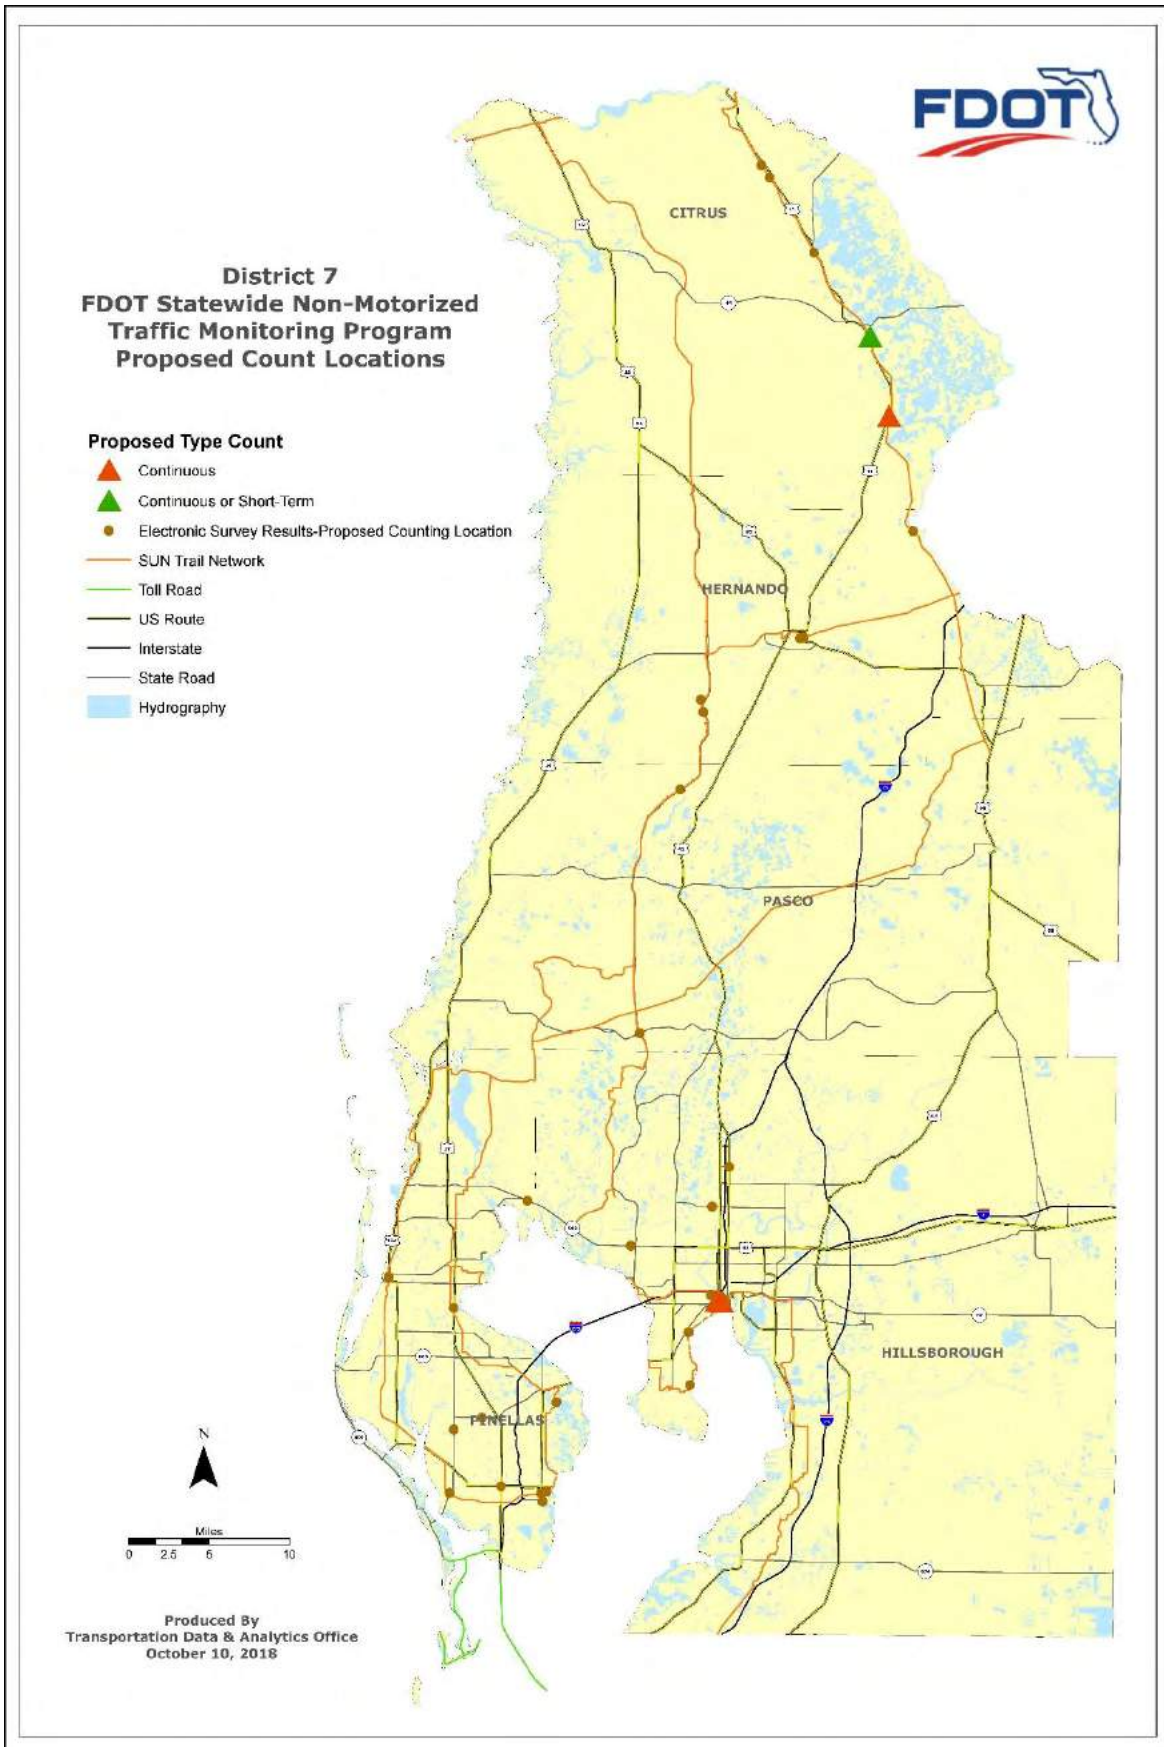 FDOT
CITRUS
District 7
FDOT Statewide Non-Motorized
Traffic Monitoring Program
Proposed Count Locations
Proposed Type Count
Continuous
Continuous or Short-Term
Electronic Survey Results-Proposed Counting Location
SUN Trail Network
Toll Road
US Route
Interstate
State Road
Hydrography
HERNANDO
PASCO
HILLSBOROUGH
PINELLAS
N
Miles
0 2.5 5 10
Produced By
Transportation Data & Analytics Office
October 10, 2018